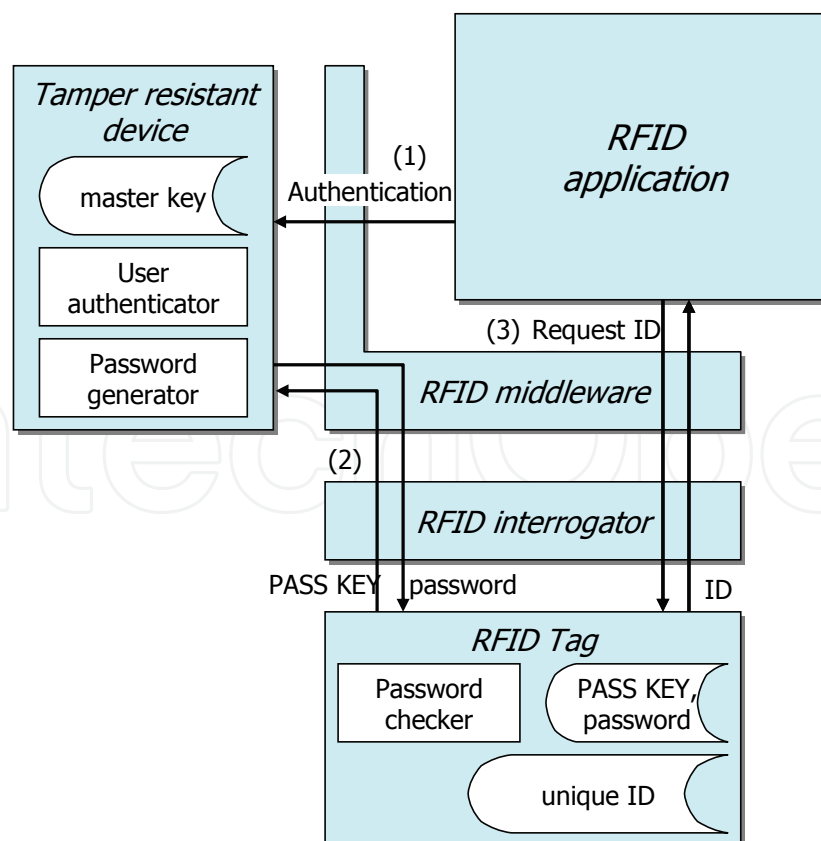 Tamper resistant
device
master key
User
authenticator
Password
generator
(1)
Authentication
RFID
application
(3) Request ID
RFID middleware
(2)
RFID interrogator
PASS KEY
password
ID
RFID Tag
Password
checker
PASS KEY,
password
unique ID